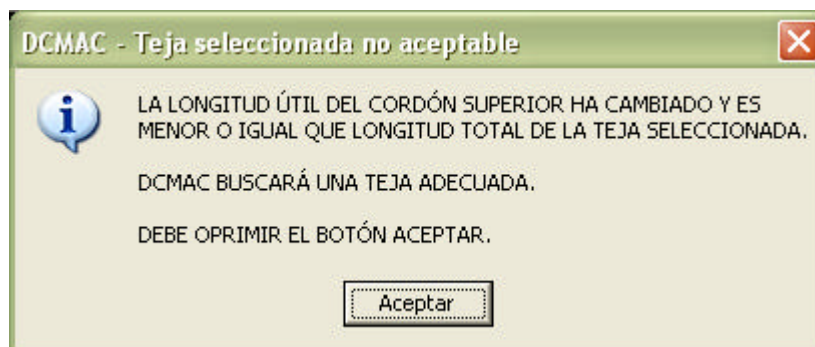 DCMAC - Teja seleccionada no aceptable
LA LONGITUD ÚTIL DEL CORDÓN SUPERIOR HA CAMBIADO Y ES
MENOR O IGUAL QUE LONGITUD TOTAL DE LA TEJA SELECCIONADA.
DCMAC BUSCARÁ UNA TEJA ADECUADA.
DEBE OPRIMIR EL BOTÓN ACEPTAR.
Aceptar